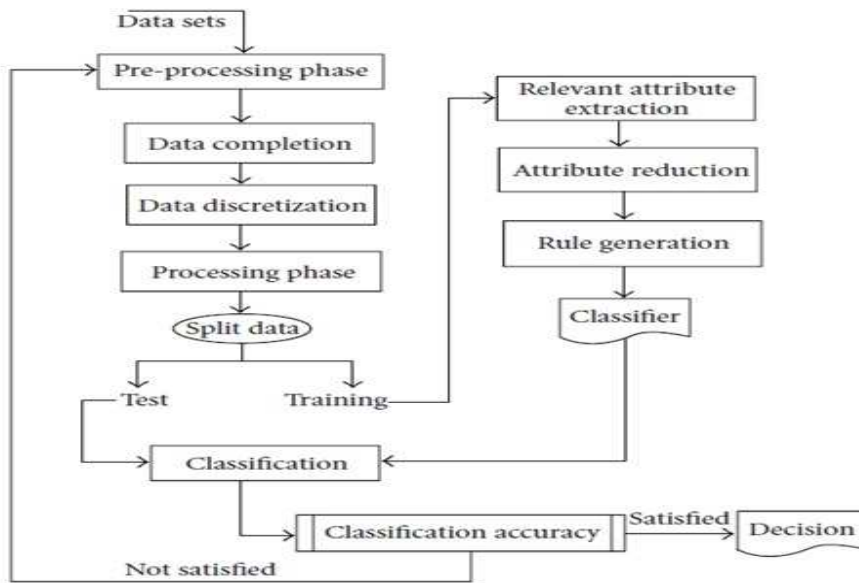 Data sets
Pre-processing phase
Data completion
Data discretization
Processing phase
Split data
Test
Training
Relevant attribute
extraction
Attribute reduction
Rule generation
Classifier
Classification
Classification accuracy
Satisfied
Decision
Not satisfied